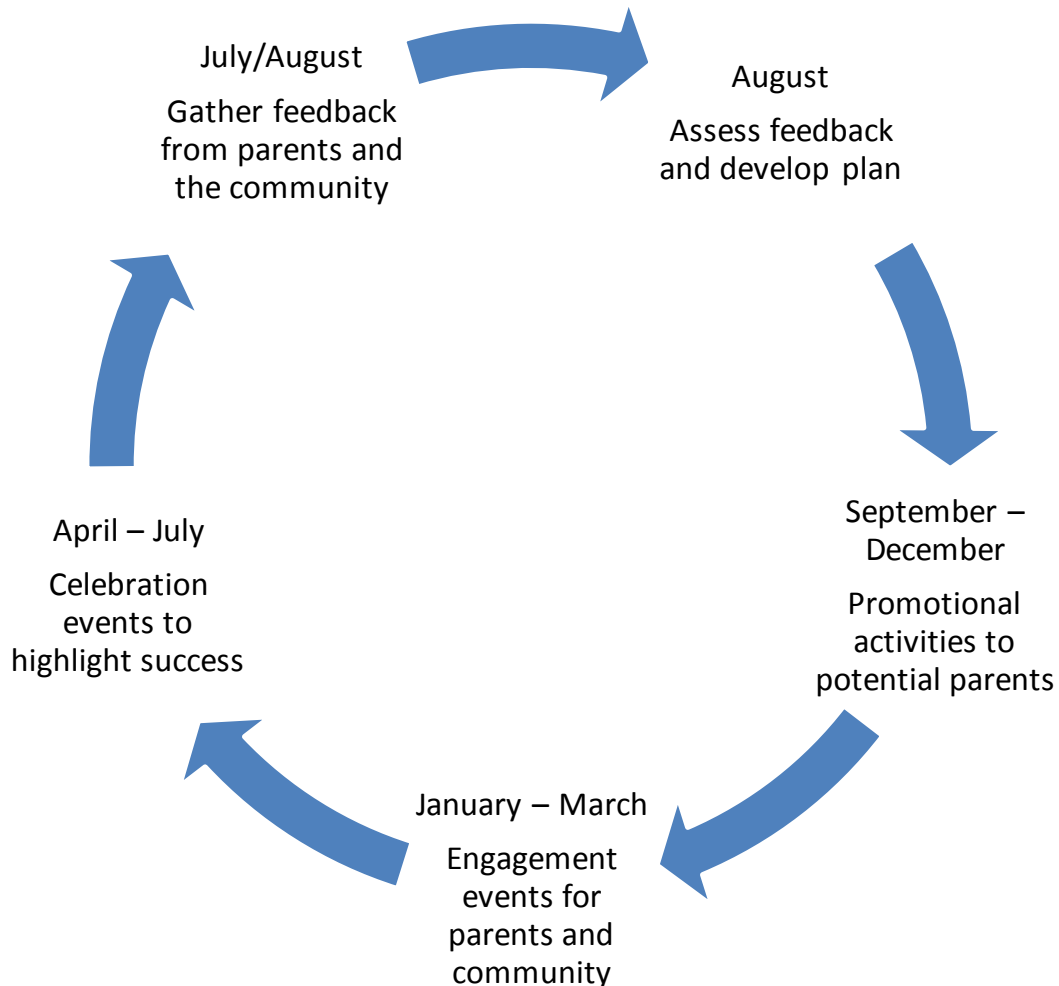 July/August
Gather feedback
from parents and
the community
August
Assess feedback
and develop plan
September –
December
Promotional
activities to
potential parents
January – March
Engagement
events for
parents and
community
April – July
Celebration
events to
highlight success